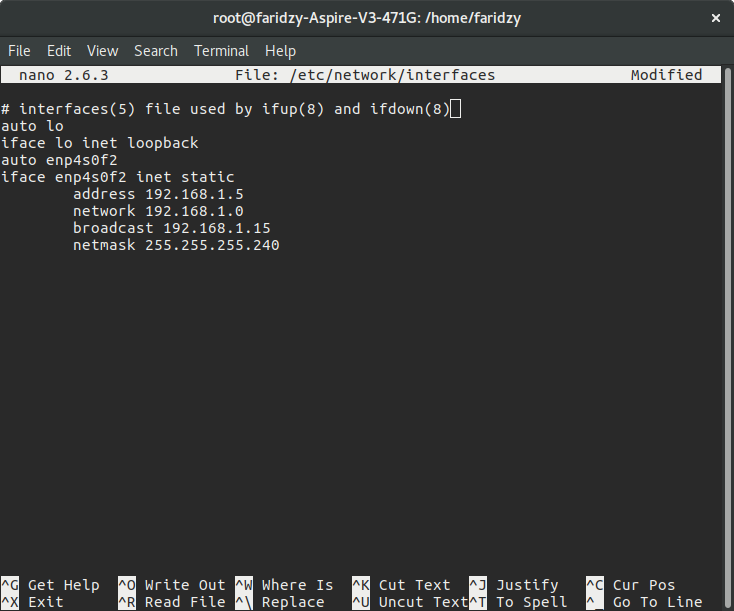 root@faridzy-Aspire-V3-471G: /home/faridzy ×
File Edit View Search Terminal Help
nano 2.6.3 File: /etc/network/interfaces Modified
# interfaces(5) file used by ifup(8) and ifdown(8)
auto lo
iface lo inet loopback
auto enp4s0f2
iface enp4s0f2 inet static
address 192.168.1.5
network 192.168.1.0
broadcast 192.168.1.15
netmask 255.255.255.240
^G Get Help ^O Write Out ^W Where Is ^K Cut Text ^J Justify ^C Cur Pos
^X Exit ^R Read File ^\ Replace ^U Uncut Text ^T To Spell ^_ Go To Line